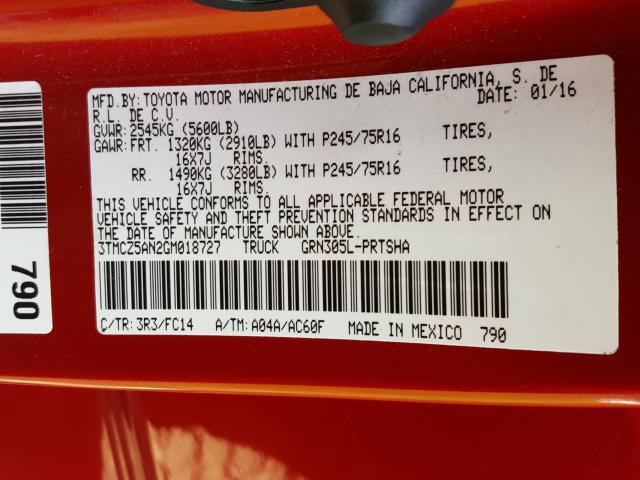 MFD.BY: TOYOTA MOTOR MANUFACTURING DE BAJA CALIFORNIA, S. DE
R.L. DE C.V. DATE: 01/16
GVWR: 2545KG (5600LB)
GAWR: FRT. 1320KG (2910LB) WITH P245/75R16 TIRES,
16X7J RIMS.
RR. 1490KG (3280LB) WITH P245/75R16 TIRES,
16X7J RIMS.
THIS VEHICLE CONFORMS TO ALL APPLICABLE FEDERAL MOTOR
VEHICLE SAFETY AND THEFT PREVENTION STANDARDS IN EFFECT ON
THE DATE OF MANUFACTURE SHOWN ABOVE.
3TMCZ5AN2GM018727 TRUCK GRN305L-PRTSHA
C/TR: 3R3/FC14 A/TM: A04A/AC60F MADE IN MEXICO 790
790